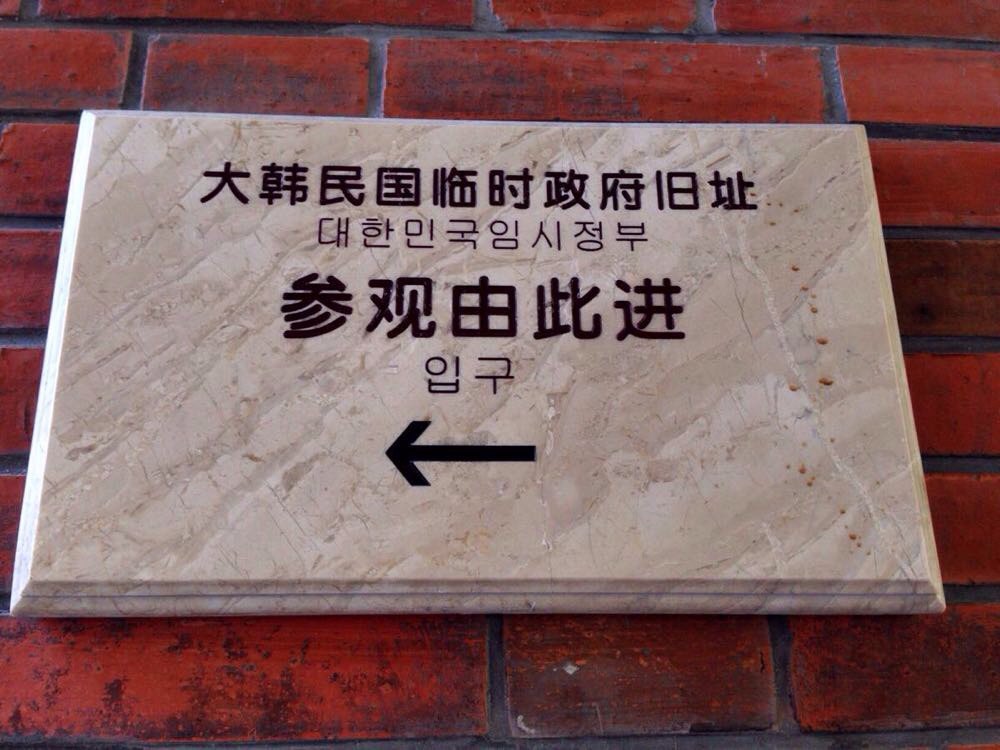 大韩民国临时政府旧址
대한민국임시정부
参观由此进
입구